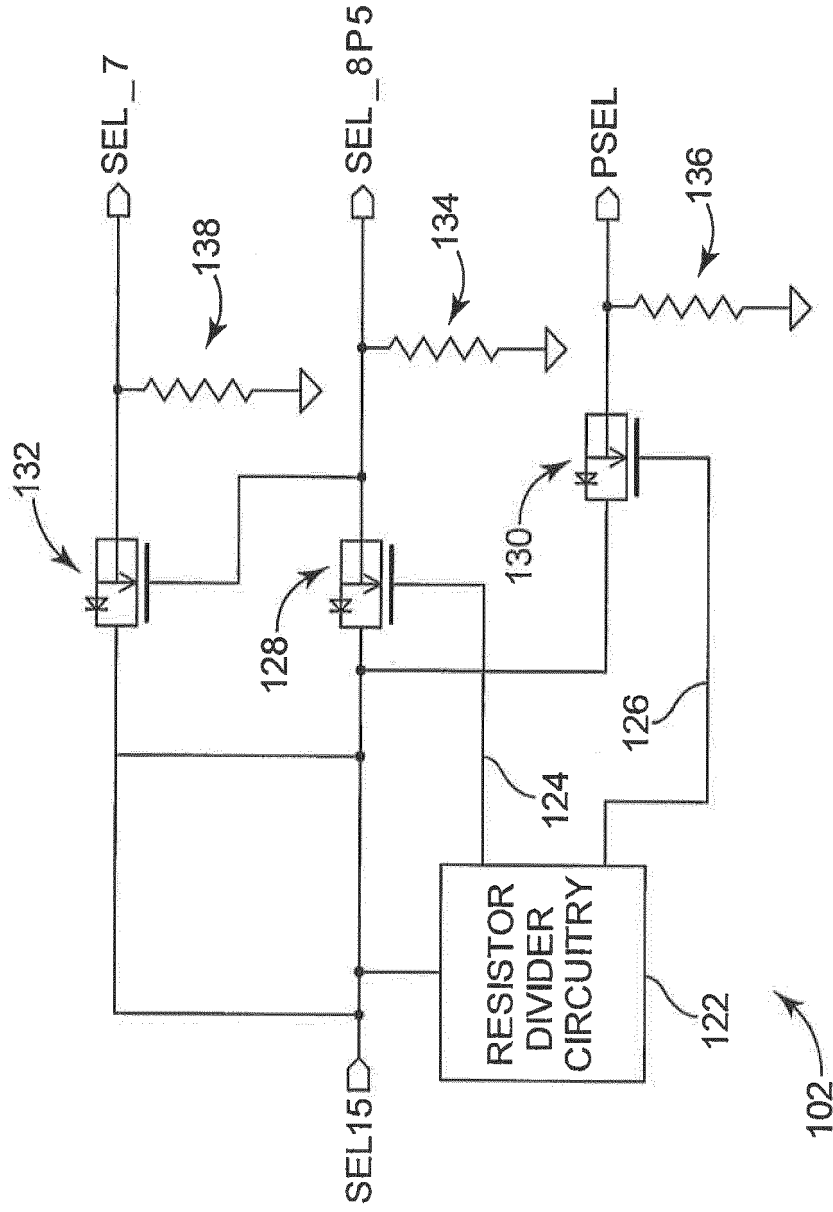 SEL_7
138
132
SEL_8P5
134
128
PSEL
136
130
SEL15
124
126
RESISTOR
DIVIDER
CIRCUITRY
122
102